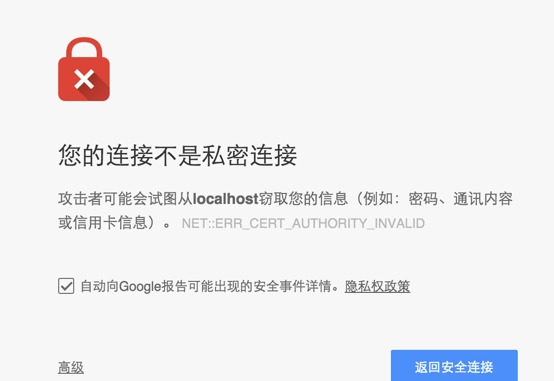 您的连接不是私密连接
攻击者可能会试图从localhost窃取您的信息（例如：密码、通讯内容
或信用卡信息）。 NET::ERR_CERT_AUTHORITY_INVALID
自动向Google报告可能出现的安全事件详情。隐私权政策
高级 返回安全连接